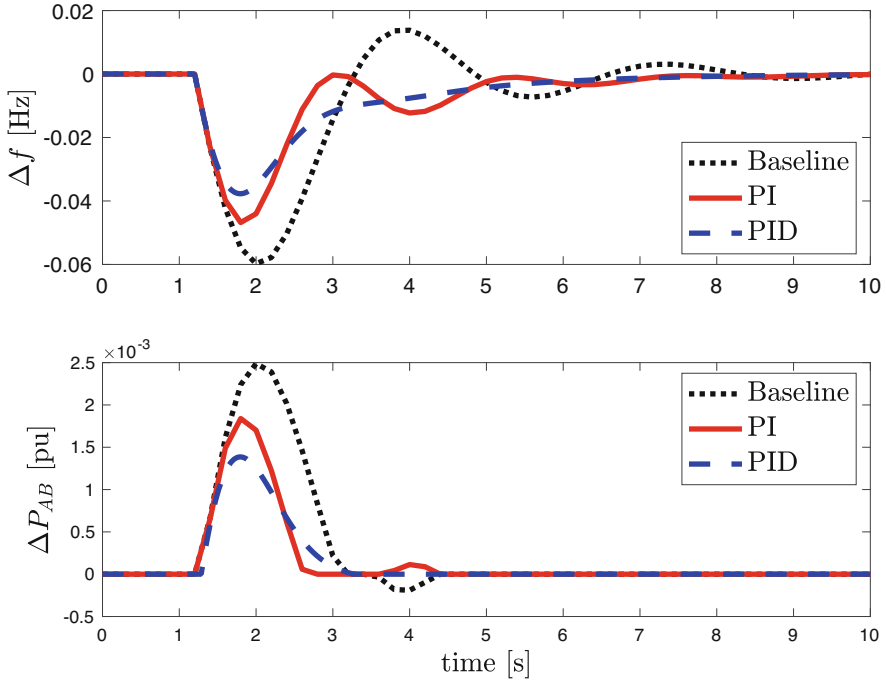 0.02
0
-0.02
-0.04
-0.06
Δf [Hz]
Baseline
PI
PID
0 1 2 3 4 5 6 7 8 9 10
×10⁻³
2.5
2
1.5
1
0.5
0
-0.5
ΔP_AB [pu]
Baseline
PI
PID
0 1 2 3 4 5 6 7 8 9 10
time [s]